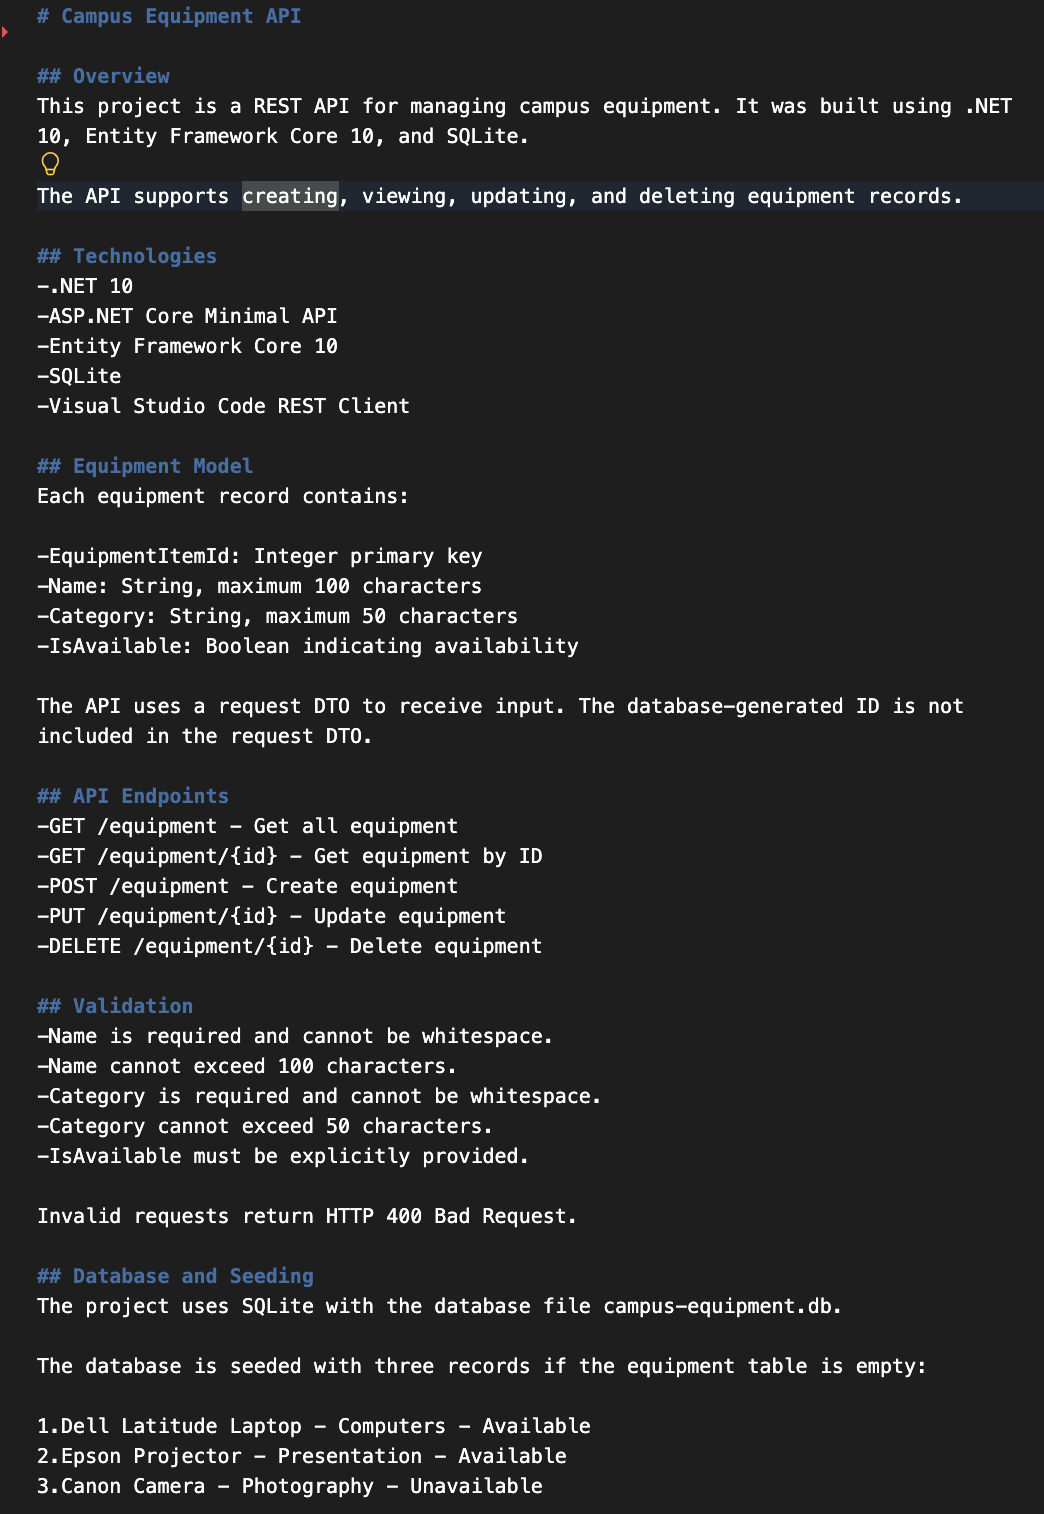 # Campus Equipment API
## Overview
This project is a REST API for managing campus equipment. It was built using .NET
10, Entity Framework Core 10, and SQLite.
The API supports creating, viewing, updating, and deleting equipment records.
## Technologies
-.NET 10
-ASP.NET Core Minimal API
-Entity Framework Core 10
-SQLite
-Visual Studio Code REST Client
## Equipment Model
Each equipment record contains:
-EquipmentItemId: Integer primary key
-Name: String, maximum 100 characters
-Category: String, maximum 50 characters
-IsAvailable: Boolean indicating availability
The API uses a request DTO to receive input. The database-generated ID is not
included in the request DTO.
## API Endpoints
-GET /equipment - Get all equipment
-GET /equipment/{id} - Get equipment by ID
-POST /equipment - Create equipment
-PUT /equipment/{id} - Update equipment
-DELETE /equipment/{id} - Delete equipment
## Validation
-Name is required and cannot be whitespace.
-Name cannot exceed 100 characters.
-Category is required and cannot be whitespace.
-Category cannot exceed 50 characters.
-IsAvailable must be explicitly provided.
Invalid requests return HTTP 400 Bad Request.
## Database and Seeding
The project uses SQLite with the database file campus-equipment.db.
The database is seeded with three records if the equipment table is empty:
1.Dell Latitude Laptop - Computers - Available
2.Epson Projector - Presentation - Available
3.Canon Camera - Photography - Unavailable